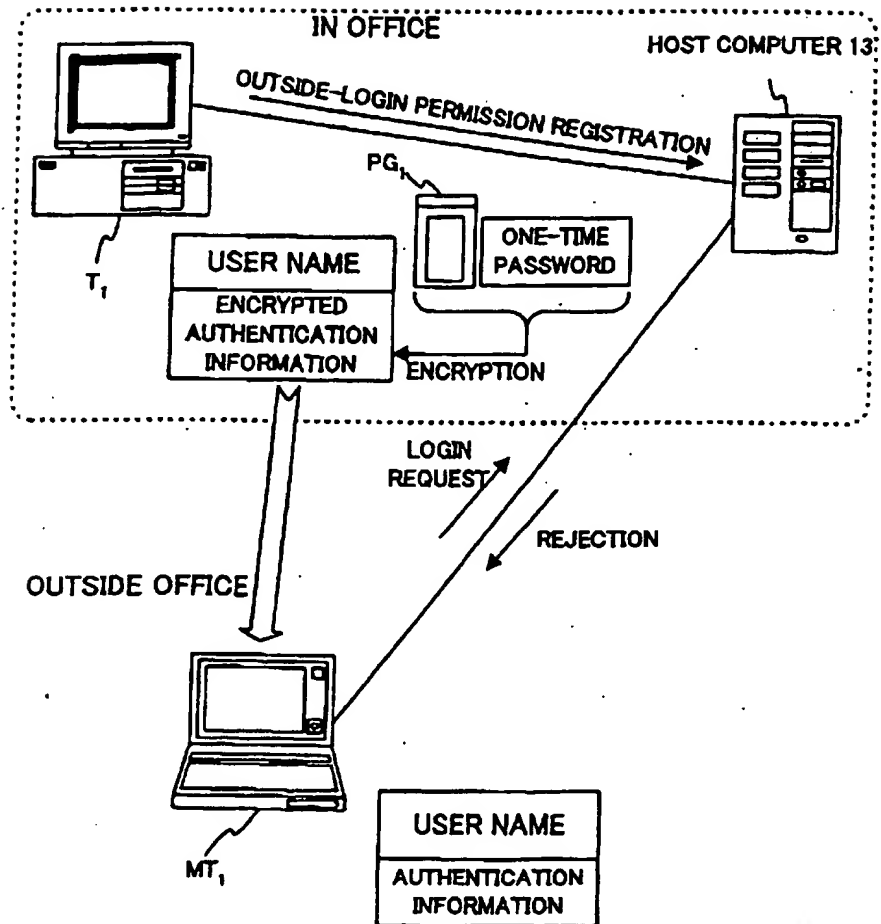 IN OFFICE
HOST COMPUTER 13
OUTSIDE-LOGIN PERMISSION REGISTRATION
PG1
ONE-TIME
PASSWORD
T1
USER NAME
ENCRYPTED
AUTHENTICATION
INFORMATION
ENCRYPTION
LOGIN
REQUEST
REJECTION
OUTSIDE OFFICE
MT1
USER NAME
AUTHENTICATION
INFORMATION